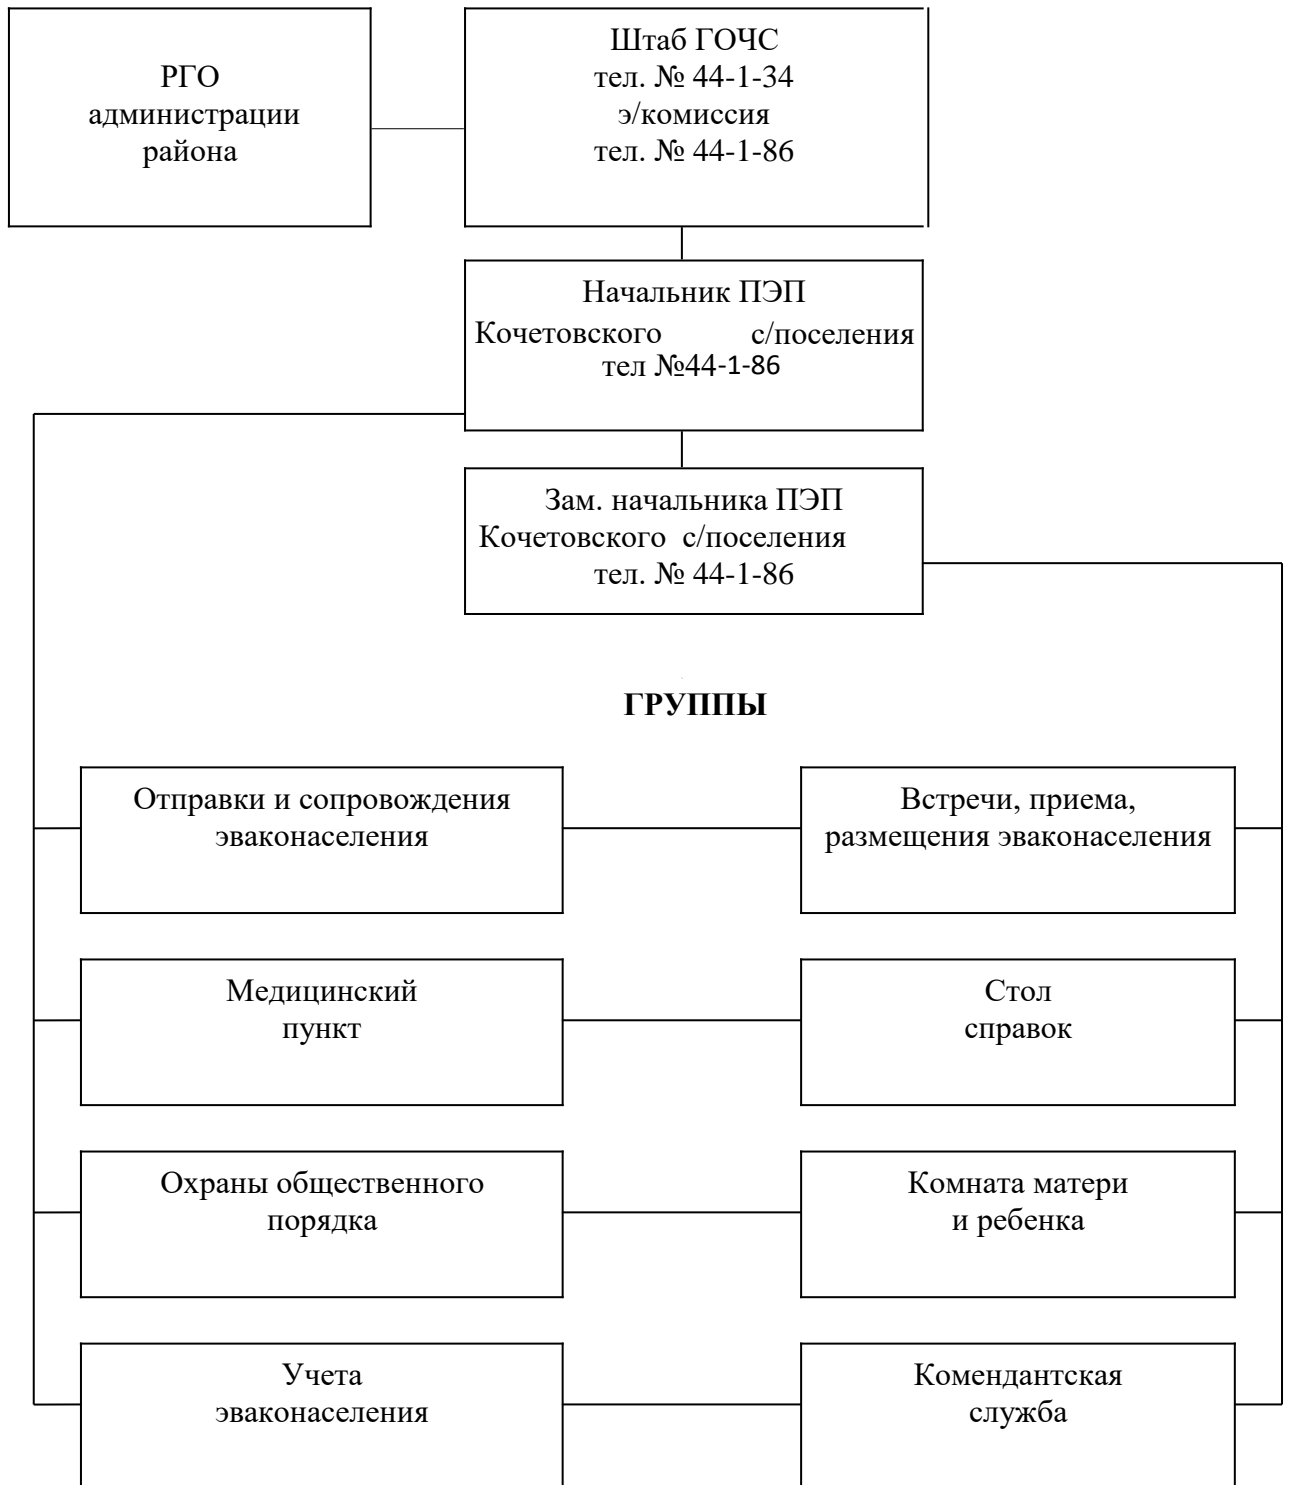 РГО
администрации
района
Штаб ГОЧС
тел. № 44-1-34
э/комиссия
тел. № 44-1-86
Начальник ПЭП
Кочетовского с/поселения
тел №44-1-86
Зам. начальника ПЭП
Кочетовского с/поселения
тел. № 44-1-86
ГРУППЫ
Отправки и сопровождения
эваконаселения
Встречи, приема,
размещения эваконаселения
Медицинский
пункт
Стол
справок
Охраны общественного
порядка
Комната матери
и ребенка
Учета
эваконаселения
Комендантская
служба